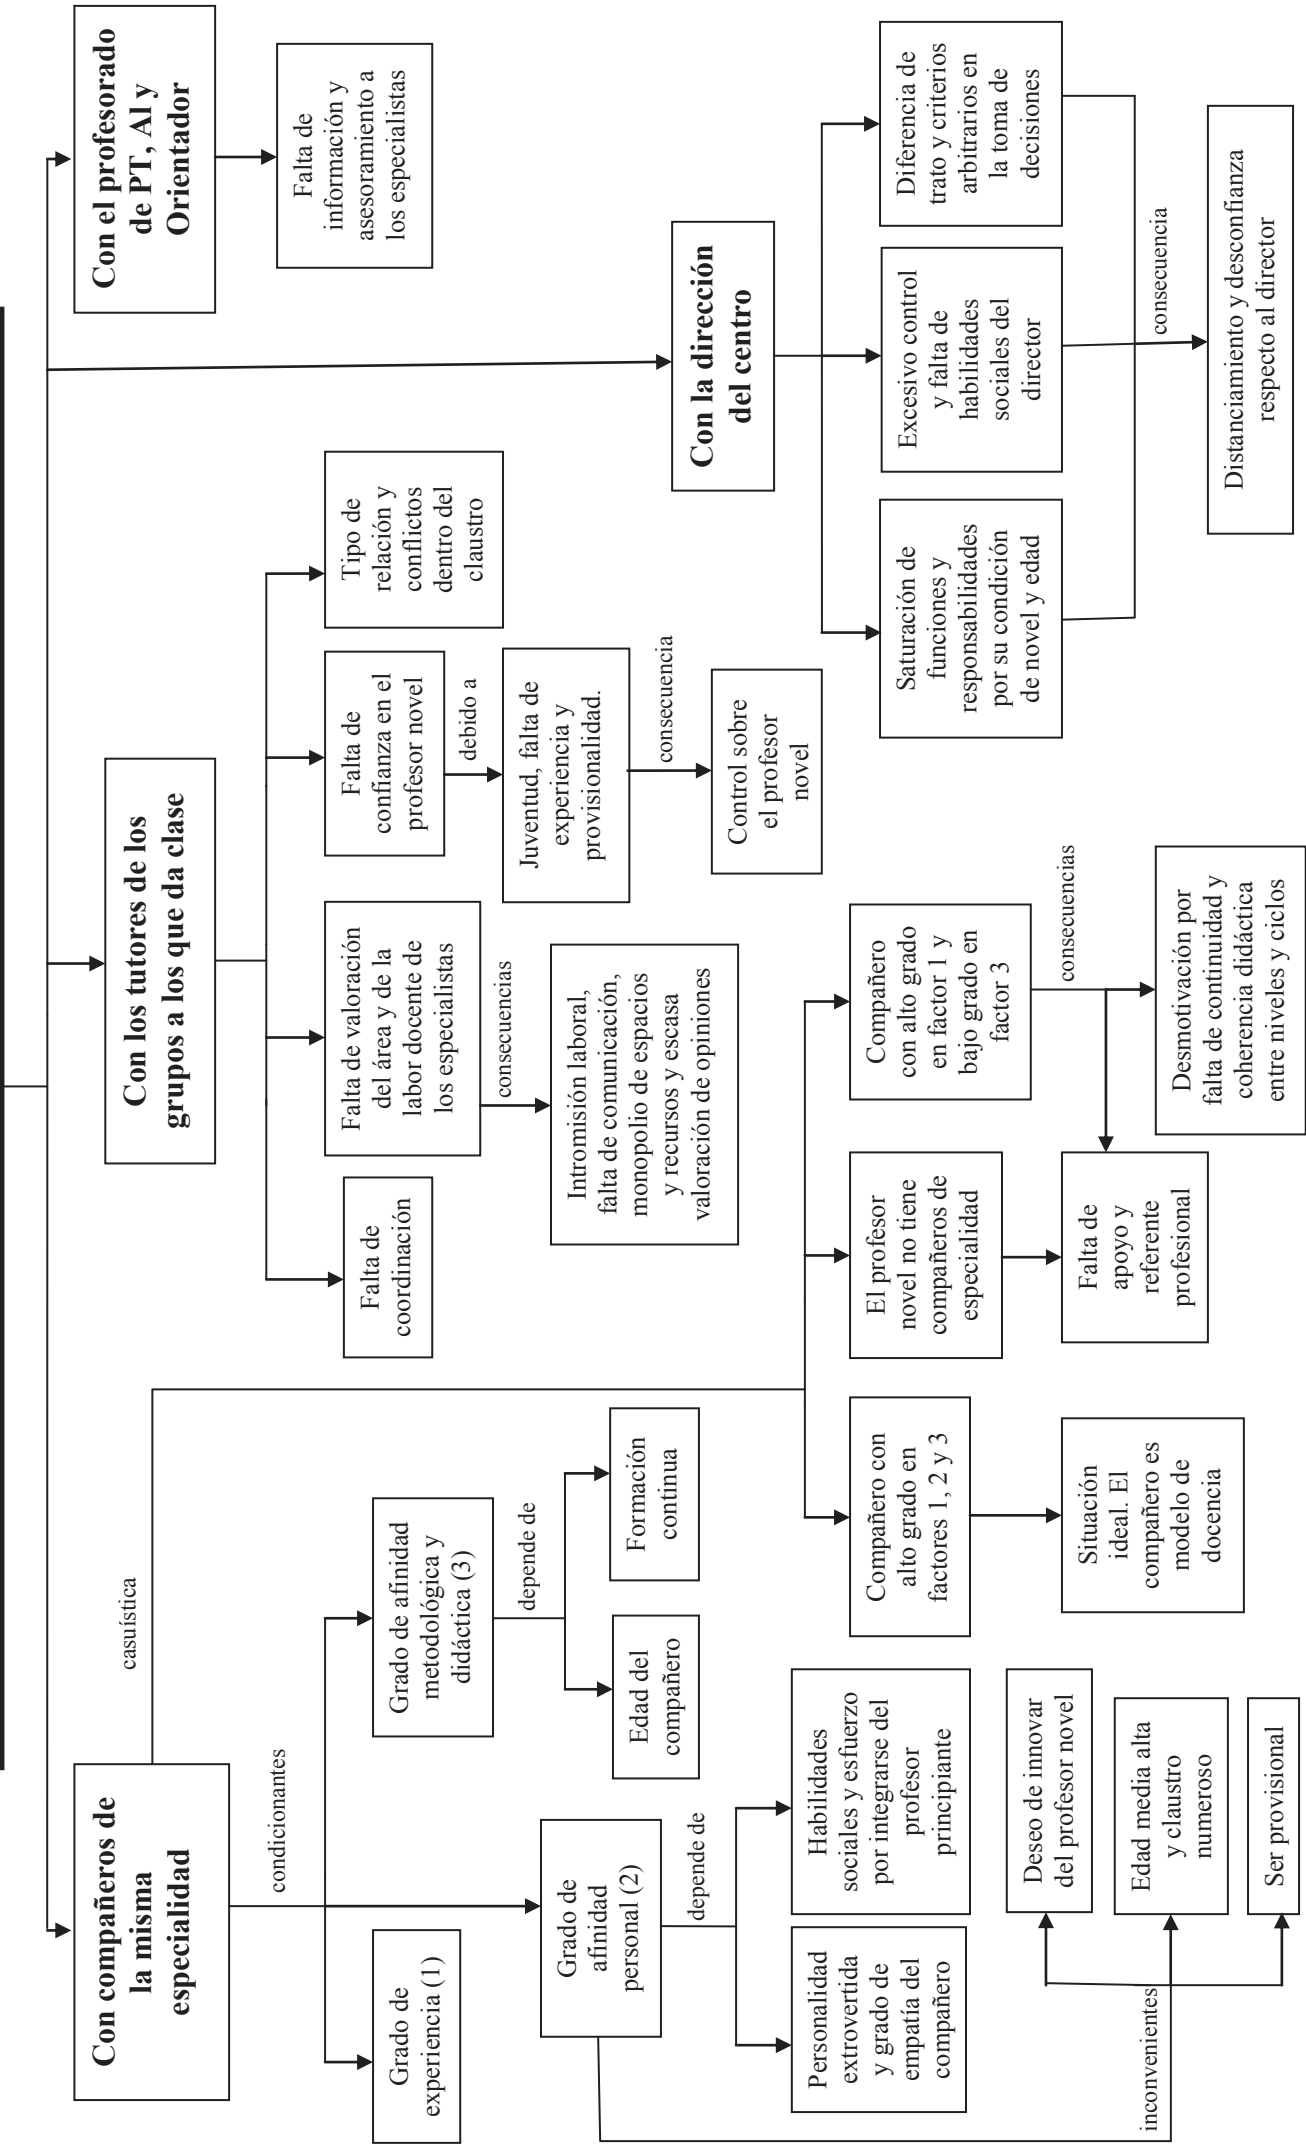 Con compañeros de
la misma
especialidad
casuística
condicionantes
Grado de
experiencia (1)
Grado de
afinidad
personal (2)
Grado de afinidad
metodológica y
didáctica (3)
depende de
Edad del
compañero
Formación
continua
depende de
Personalidad
extrovertida
y grado de
empatía del
compañero
Habilidades
sociales y esfuerzo
por integrarse del
profesor
principiante
inconvenientes
Deseo de innovar
del profesor novel
Edad media alta
y claustro
numeroso
Ser provisional
Compañero con
alto grado en
factores 1, 2 y 3
Situación
ideal. El
compañero es
modelo de
docencia
El profesor
novel no tiene
compañeros de
especialidad
Falta de
apoyo y
referente
profesional
Compañero
con alto grado
en factor 1 y
bajo grado en
factor 3
consecuencias
Desmotivación por
falta de continuidad y
coherencia didáctica
entre niveles y ciclos
Con los tutores de los
grupos a los que da clase
Falta de
coordinación
Falta de valoración
del área y de la
labor docente de
los especialistas
consecuencias
Intromisión laboral,
falta de comunicación,
monopolio de espacios
y recursos y escasa
valoración de opiniones
Falta de
confianza en el
profesor novel
debido a
Juventud, falta de
experiencia y
provisionalidad.
consecuencia
Control sobre
el profesor
novel
Tipo de
relación y
conflictos
dentro del
claustro
Con la dirección
del centro
Saturación de
funciones y
responsabilidades
por su condición
de novel y edad
Excesivo control
y falta de
habilidades
sociales del
director
Diferencia de
trato y criterios
arbitrarios en
la toma de
decisiones
consecuencia
Distanciamiento y desconfianza
respecto al director
Con el profesorado
de PT, Al y
Orientador
Falta de
información y
asesoramiento a
los especialistas